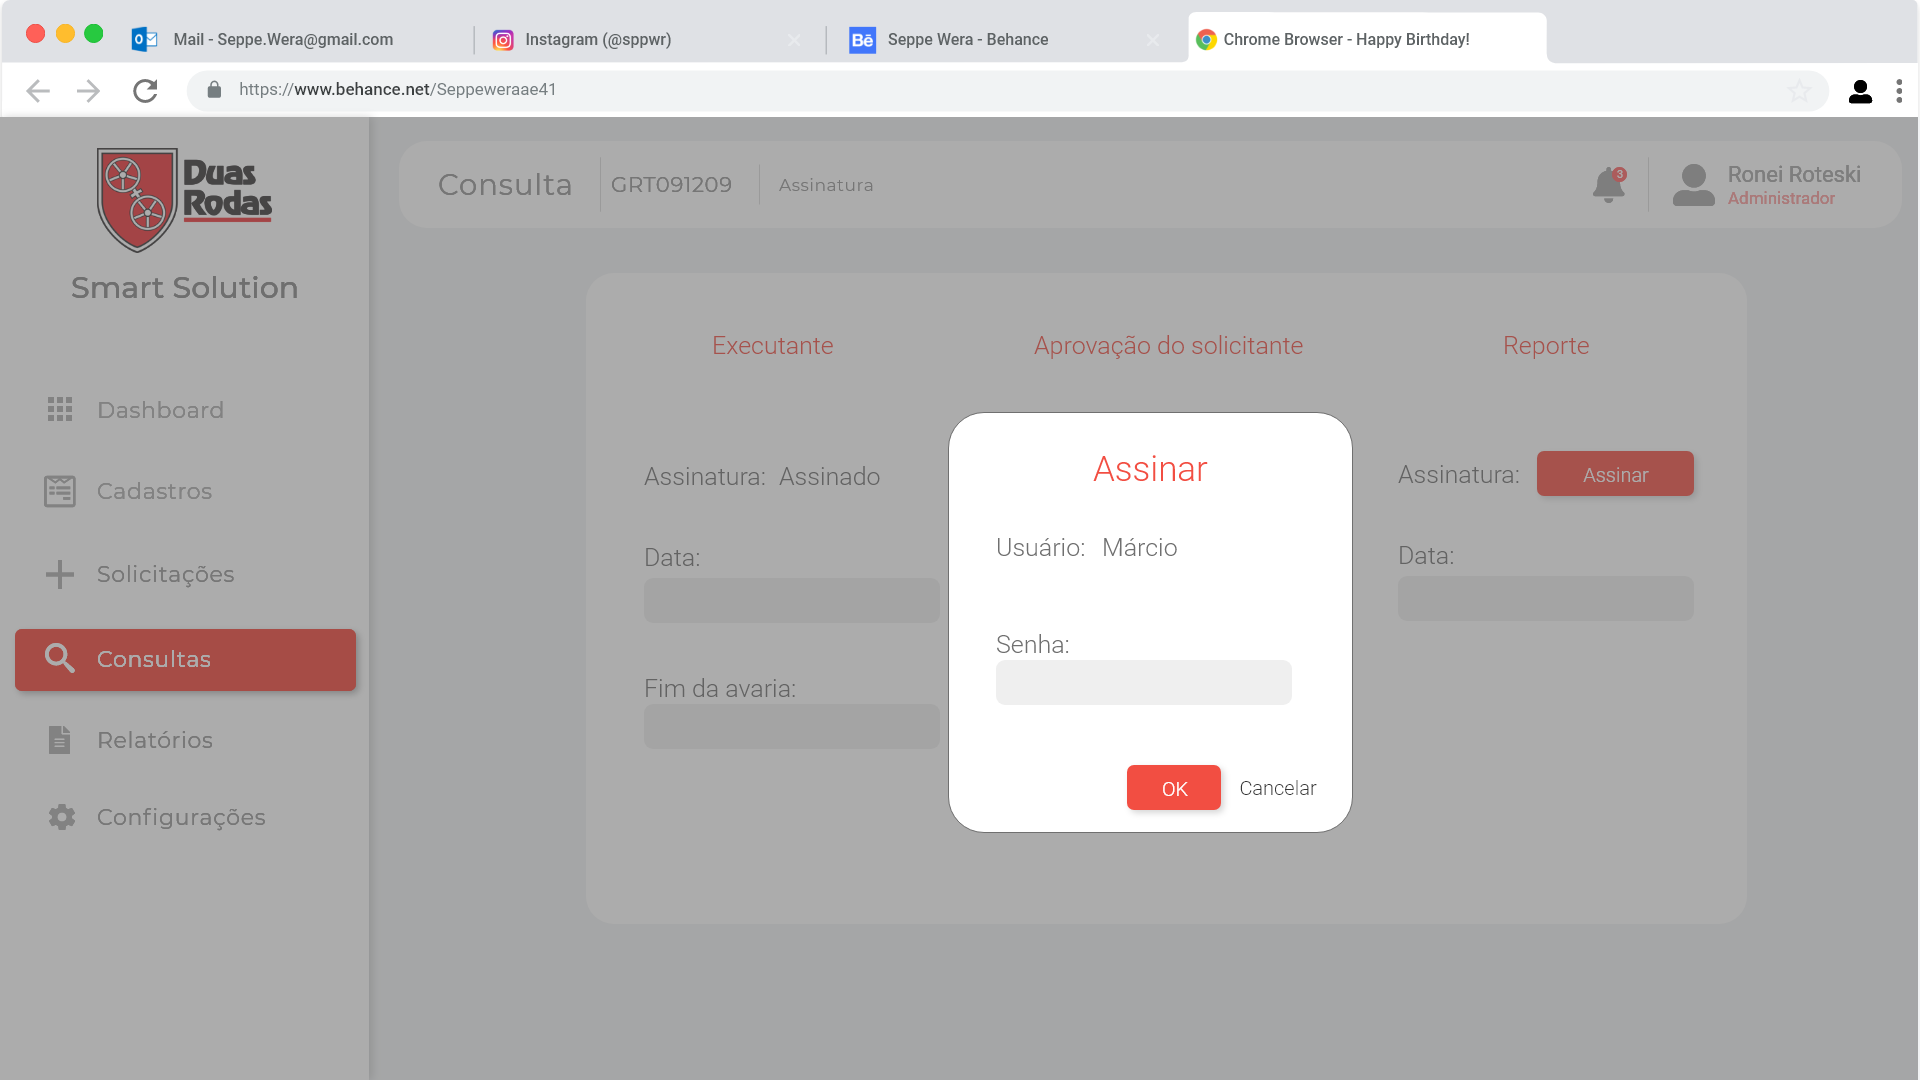 Mail - Seppe.Wera@gmail.com
Instagram (@sppwr)
Bē
Seppe Wera - Behance
Chrome Browser - Happy Birthday!
https://www.behance.net/Seppeweraae41
Duas
Rodas
Smart Solution
Dashboard
Cadastros
Solicitações
Consultas
Relatórios
Configurações
Consulta
GRT091209
Assinatura
3
Ronei Roteski
Administrador
Executante
Aprovação do solicitante
Reporte
Assinatura: Assinado
Data:
Fim da avaria:
Assinar
Usuário: Márcio
Senha:
OK
Cancelar
Assinatura:
Assinar
Data: